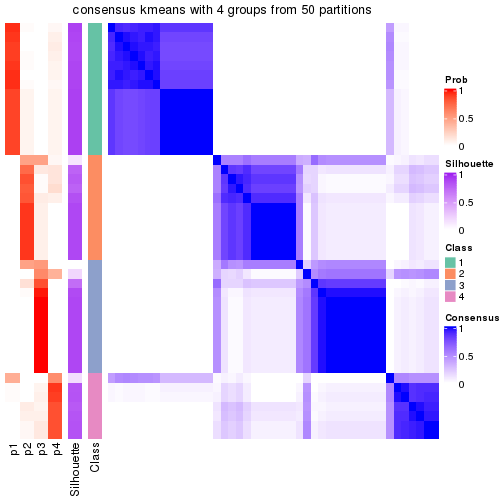 consensus kmeans with 4 groups from 50 partitions
Prob
1
0.5
0
Silhouette
1
0.5
0
Class
1
2
3
4
Consensus
1
0.5
0
p1
p2
p3
p4
Silhouette
Class